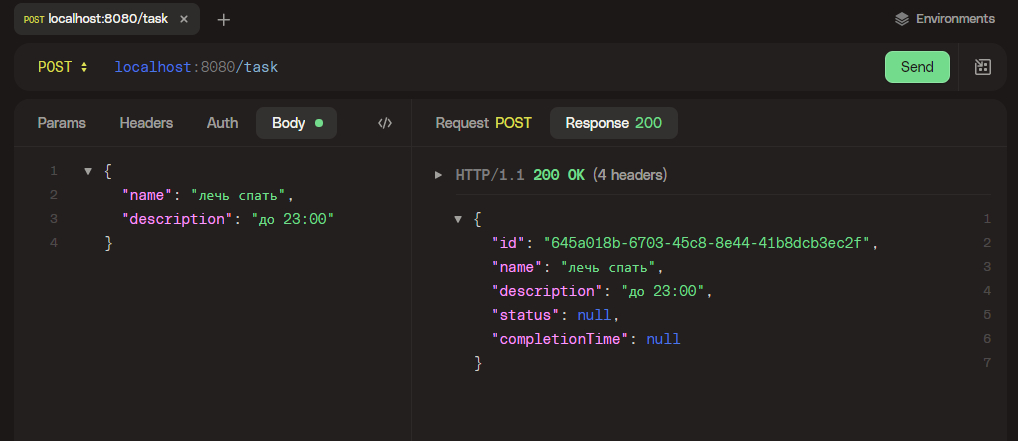 POST localhost:8080/task × +
Environments
POST localhost:8080/task
Send
Params Headers Auth Body
Request POST Response 200
1 {
2 "name": "лечь спать",
3 "description": "до 23:00"
4 }
HTTP/1.1 200 OK (4 headers)
{ 1
"id": "645a018b-6703-45c8-8e44-41b8dcb3ec2f", 2
"name": "лечь спать", 3
"description": "до 23:00", 4
"status": null, 5
"completionTime": null 6
} 7